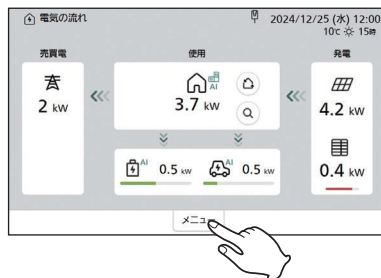 電気の流れ
2024/12/25 (水) 12:00
10℃ 15時
売買電
使用
発電
2 kW
AI
3.7 kW
4.2 kW
AI 0.5 kW
AI 0.5 kW
0.4 kW
メニュー